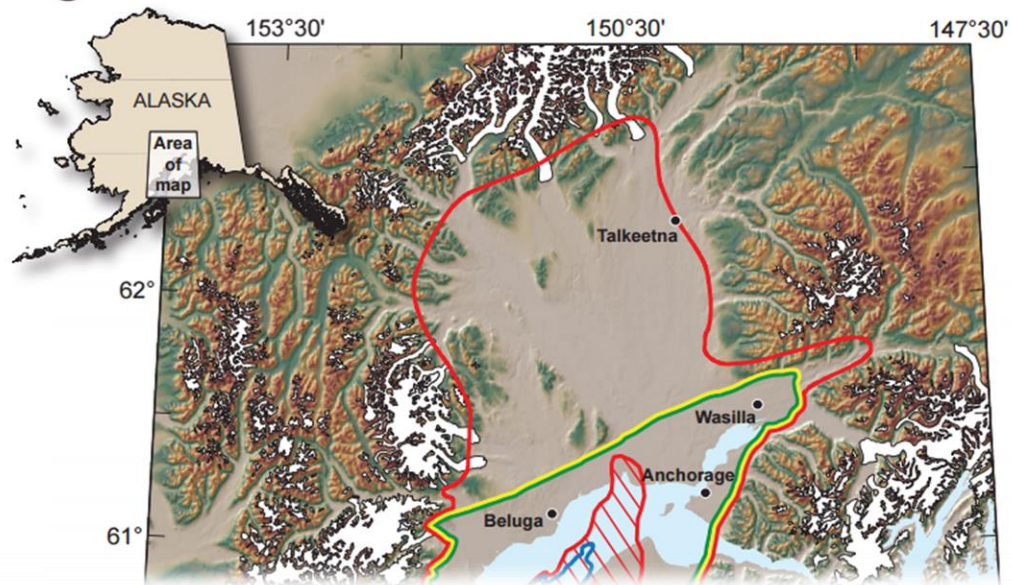 153°30'
150°30'
147°30'
ALASKA
Area
of
map
Talkeetna
62°
Wasilla
Anchorage
Beluga
61°